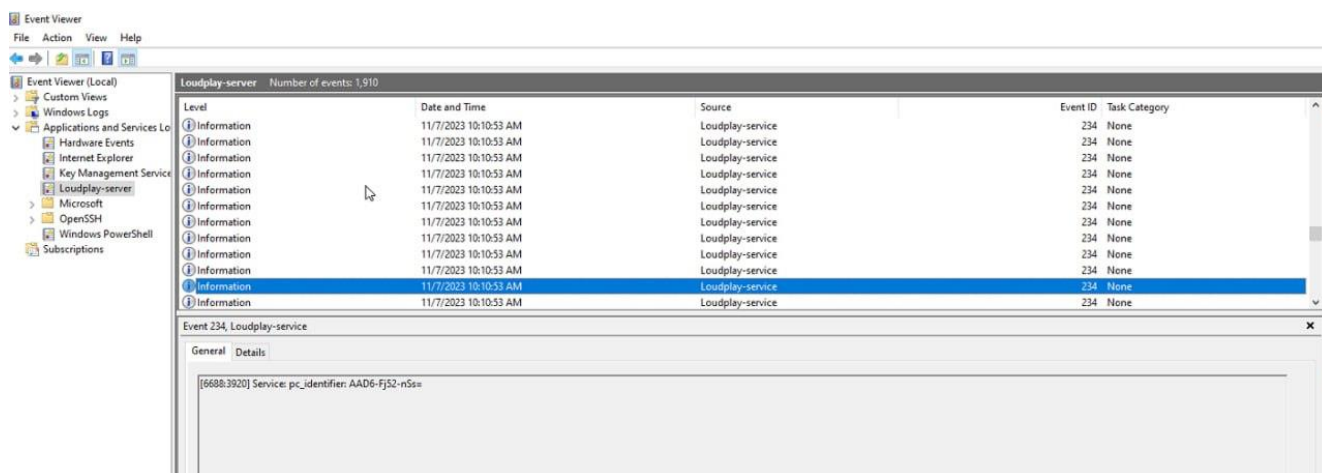 Event Viewer
File Action View Help
Event Viewer (Local)
Custom Views
Windows Logs
Applications and Services Lo
Hardware Events
Internet Explorer
Key Management Service
Loudplay-server
Microsoft
OpenSSH
Windows PowerShell
Subscriptions
Loudplay-server Number of events: 1,910
Level Date and Time Source Event ID Task Category
Information 11/7/2023 10:10:53 AM Loudplay-service 234 None
Information 11/7/2023 10:10:53 AM Loudplay-service 234 None
Information 11/7/2023 10:10:53 AM Loudplay-service 234 None
Information 11/7/2023 10:10:53 AM Loudplay-service 234 None
Information 11/7/2023 10:10:53 AM Loudplay-service 234 None
Information 11/7/2023 10:10:53 AM Loudplay-service 234 None
Information 11/7/2023 10:10:53 AM Loudplay-service 234 None
Information 11/7/2023 10:10:53 AM Loudplay-service 234 None
Information 11/7/2023 10:10:53 AM Loudplay-service 234 None
Information 11/7/2023 10:10:53 AM Loudplay-service 234 None
Information 11/7/2023 10:10:53 AM Loudplay-service 234 None
Information 11/7/2023 10:10:53 AM Loudplay-service 234 None
Event 234, Loudplay-service
General Details
[6688:3920] Service: pc_identifier: AAD6-Fj52-nSs=